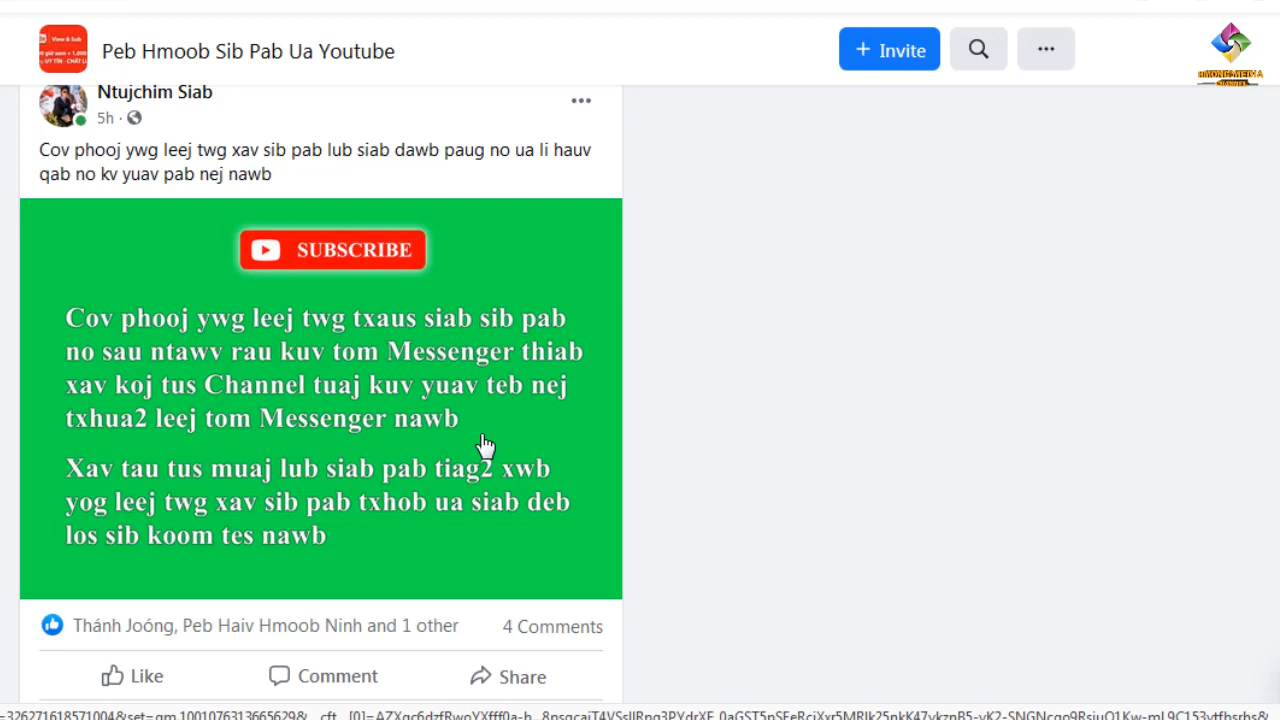 Peb Hmoob Sib Pab Ua Youtube
+ Invite
Ntujchim Siab
5h ·
Cov phooj ywg leej twg xav sib pab lub siab dawb paug no ua li hauv
qab no kv yuav pab nej nawb
SUBSCRIBE
Cov phooj ywg leej twg txaus siab sib pab
no sau ntawv rau kuv tom Messenger thiab
xav koj tus Channel tuaj kuv yuav teb nej
txhua2 leej tom Messenger nawb
Xav tau tus muaj lub siab pab tiag2 xwb
yog leej twg xav sib pab txhob ua siab deb
los sib koom tes nawb
Thánh Joóng, Peb Haiv Hmoob Ninh and 1 other
4 Comments
Like
Comment
Share